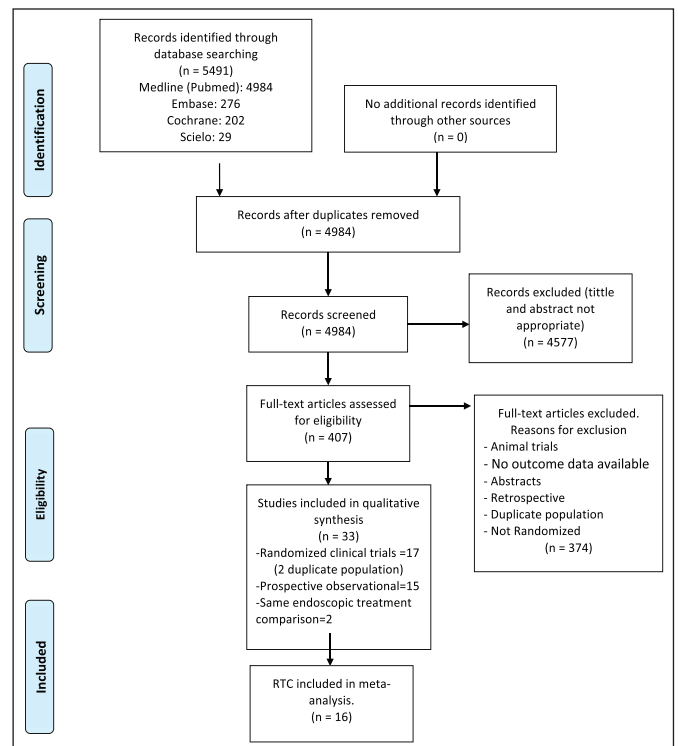 Identification
Records identified through
database searching
(n = 5491)
Medline (Pubmed): 4984
Embase: 276
Cochrane: 202
Scielo: 29
No additional records identified
through other sources
(n = 0)
Records after duplicates removed
(n = 4984)
Screening
Records screened
(n = 4984)
Records excluded (tittle
and abstract not
appropriate)
(n = 4577)
Eligibility
Full-text articles assessed
for eligibility
(n = 407)
Full-text articles excluded.
Reasons for exclusion
- Animal trials
- No outcome data available
- Abstracts
- Retrospective
- Duplicate population
- Not Randomized
(n = 374)
Studies included in qualitative
synthesis
(n = 33)
-Randomized clinical trials =17
(2 duplicate population)
-Prospective observational=15
-Same endoscopic treatment
comparison=2
Included
RTC included in meta-
analysis.
(n = 16)